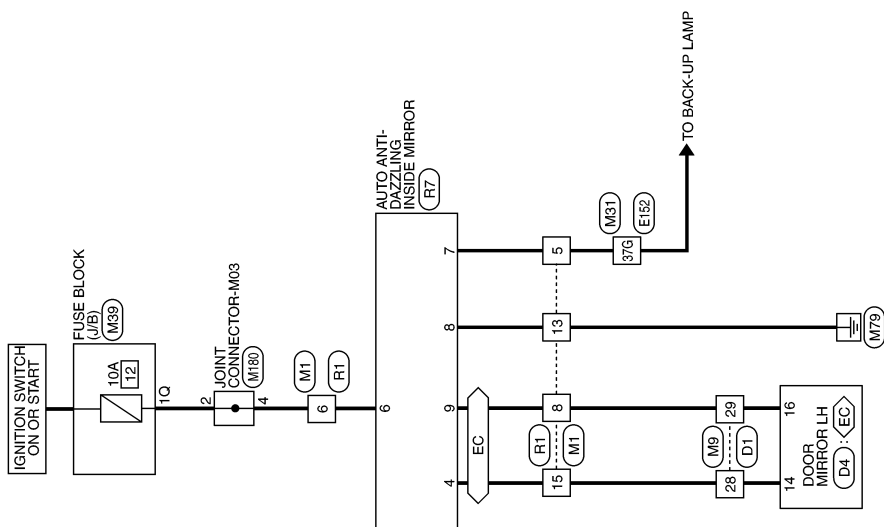 IGNITION SWITCH
ON OR START
FUSE BLOCK
(J/B)
M39
10A
12
1Q
2
JOINT
CONNECTOR-M03
M180
4
M1
6
R1
6
AUTO ANTI-
DAZZLING
INSIDE MIRROR
R7
4
9
8
7
EC
R1
15
8
13
5
M1
M31
37G
E152
TO BACK-UP LAMP
M9
28
29
D1
14
16
DOOR
MIRROR LH
D4 : EC
M79